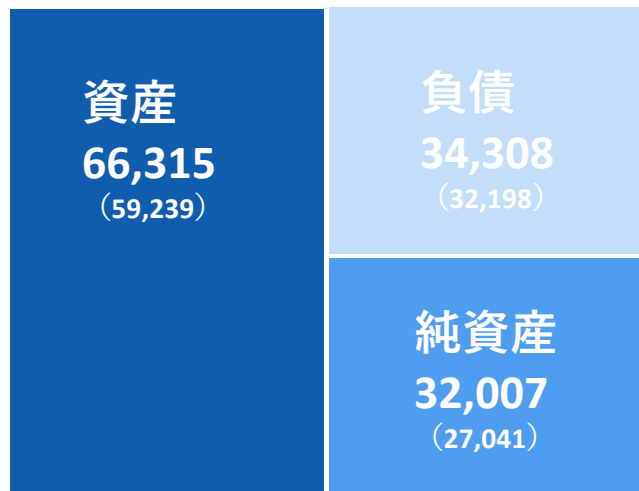 資産
66,315
（59,239）
負債
34,308
（32,198）
純資産
32,007
（27,041）